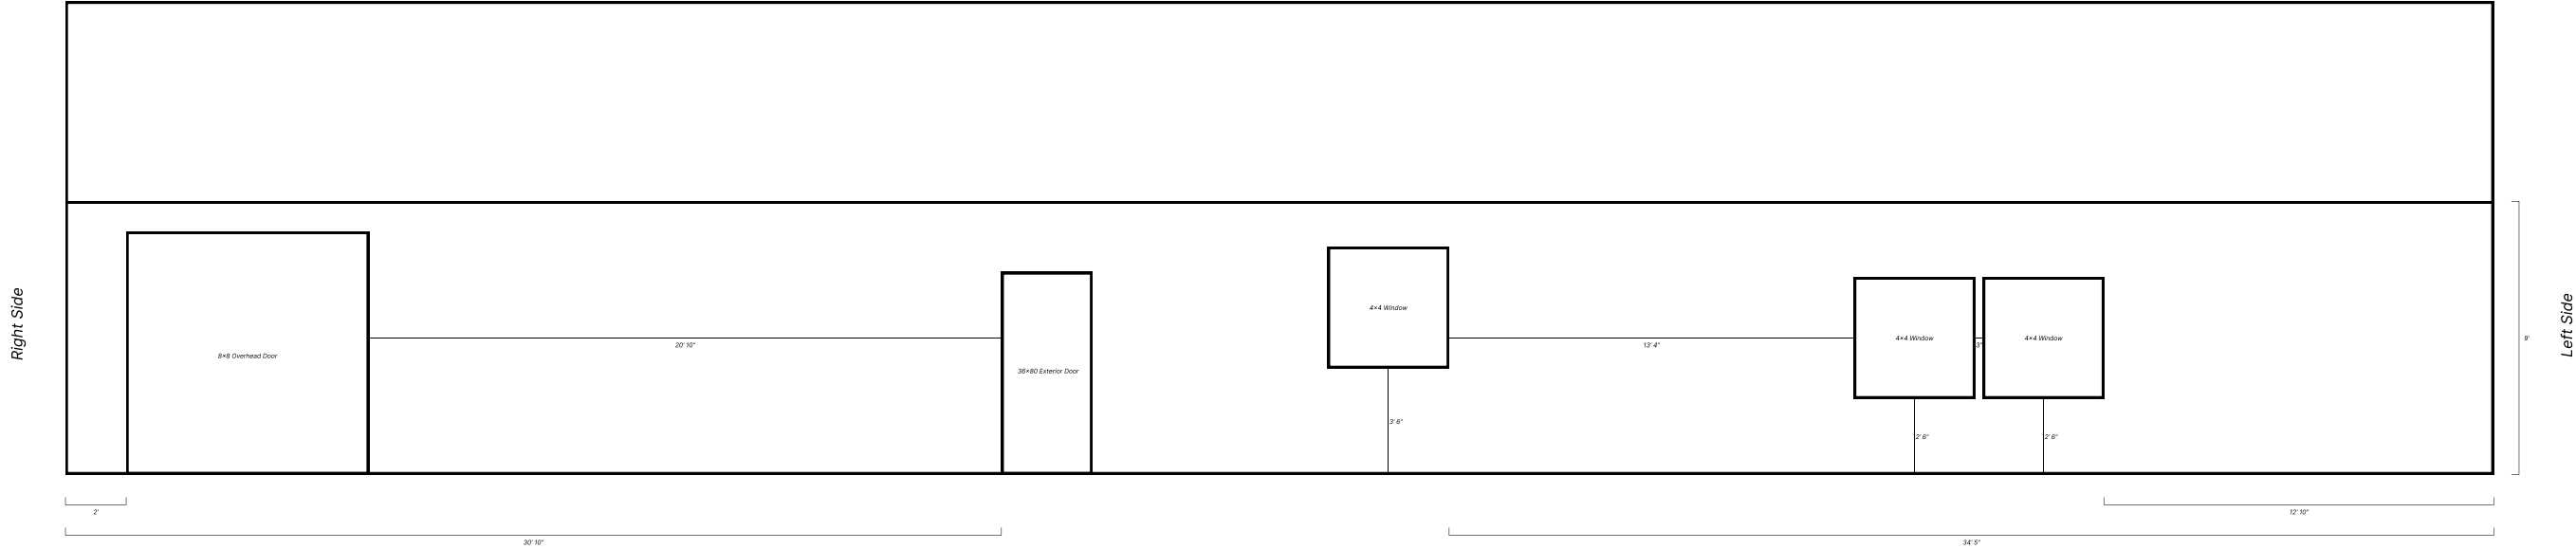 Right Side
8×8 Overhead Door
20' 10"
36×80 Exterior Door
4×4 Window
3' 6"
13' 4"
4×4 Window
2' 6"
3"
4×4 Window
2' 6"
9'
Left Side
2'
12' 10"
30' 10"
34' 5"